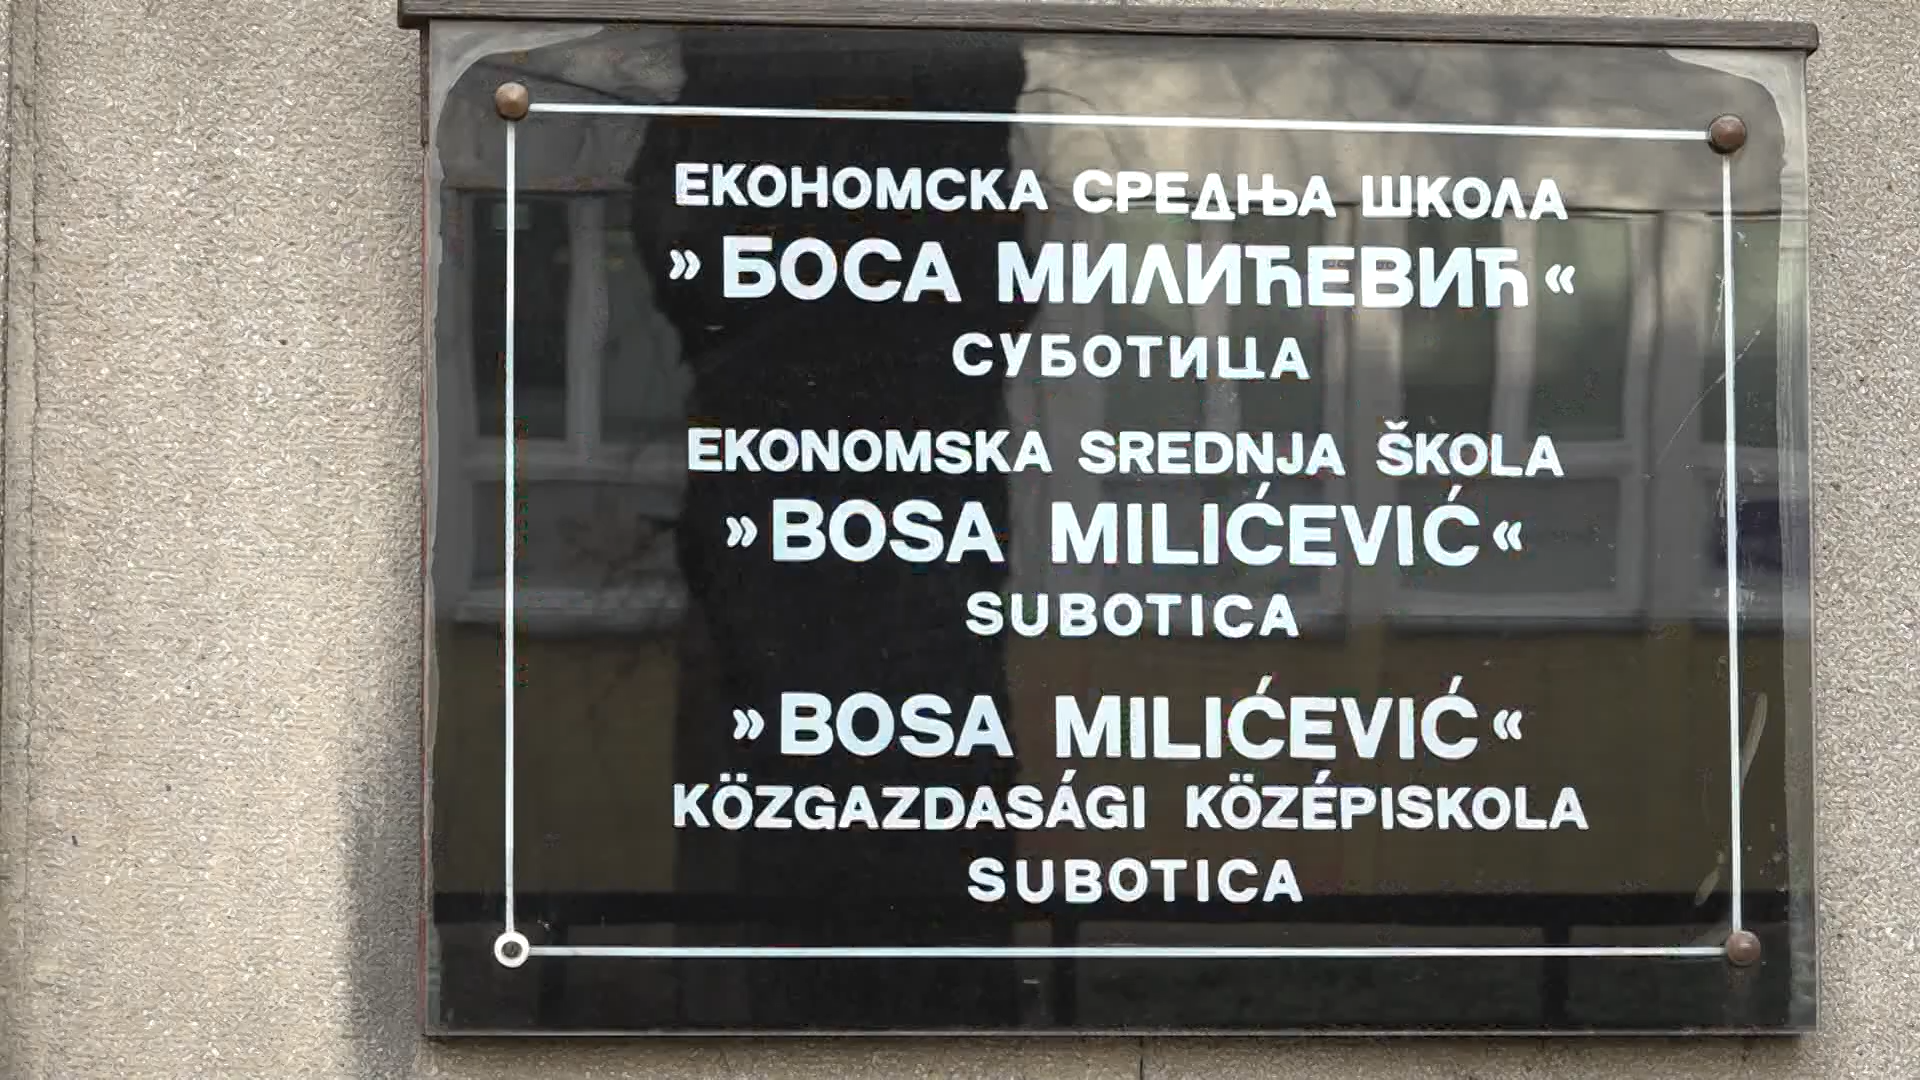 ЕКОНОМСКА СРЕДЊА ШКОЛА
»БОСА МИЛИЋЕВИЋ«
СУБОТИЦА
EKONOMSKA SREDNJA ŠKOLA
»BOSA MILIĆEVIĆ«
SUBOTICA
»BOSA MILIĆEVIĆ«
KÖZGAZDASÁGI KÖZÉPISKOLA
SUBOTICA